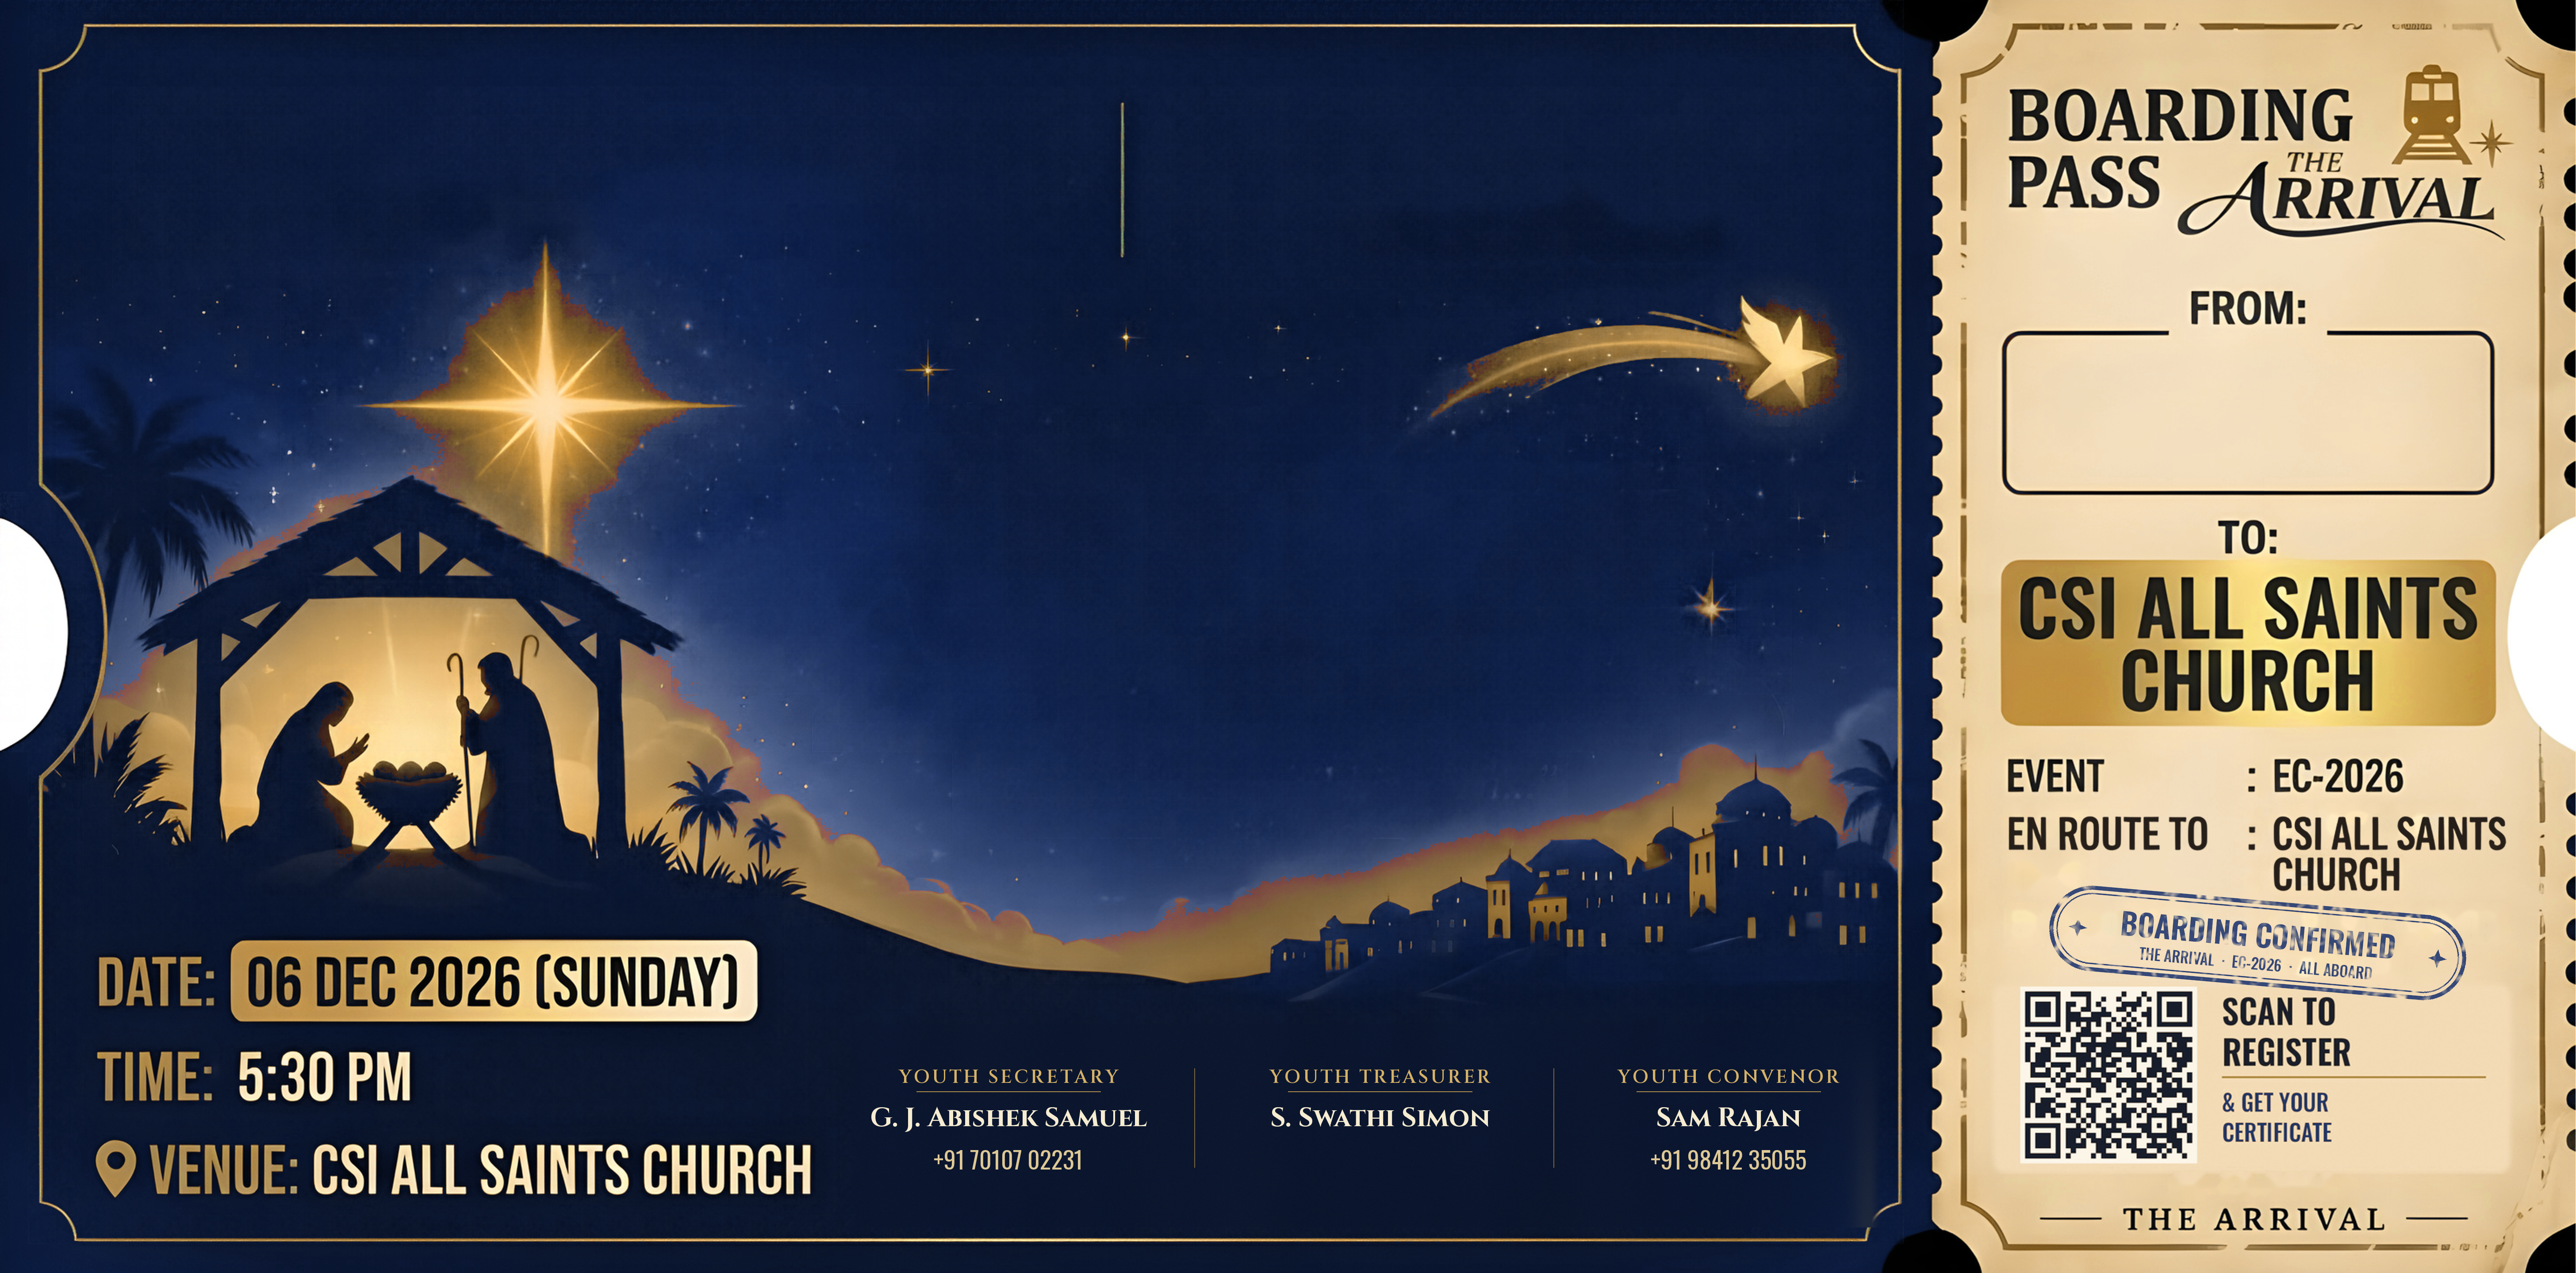 DATE: 06 DEC 2026 (SUNDAY)
TIME: 5:30 PM
VENUE: CSI ALL SAINTS CHURCH
YOUTH SECRETARY
G. J. ABISHEK SAMUEL
+91 70107 02231
YOUTH TREASURER
S. SWATHI SIMON
YOUTH CONVENOR
SAM RAJAN
+91 98412 35055
BOARDING
PASS
THE
ARRIVAL
FROM:
TO:
CSI ALL SAINTS
CHURCH
EVENT : EC-2026
EN ROUTE TO : CSI ALL SAINTS
CHURCH
BOARDING CONFIRMED
THE ARRIVAL · EC-2026 · ALL ABOARD
SCAN TO
REGISTER
& GET YOUR
CERTIFICATE
THE ARRIVAL